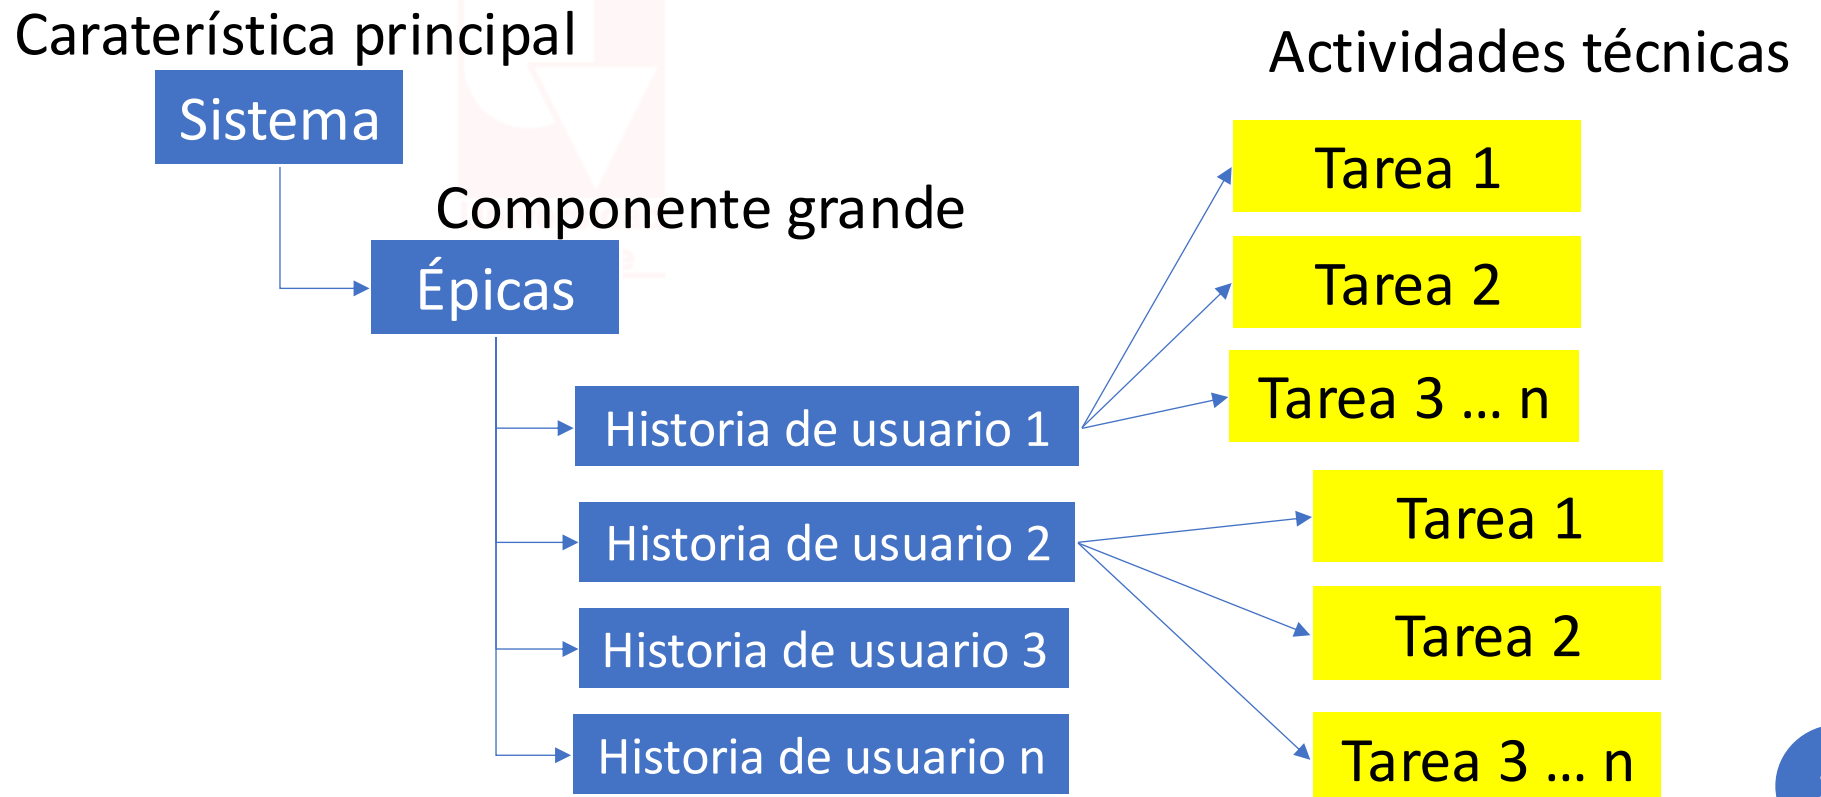 Caraterística principal
Sistema
Componente grande
Épicas
Historia de usuario 1
Historia de usuario 2
Historia de usuario 3
Historia de usuario n
Actividades técnicas
Tarea 1
Tarea 2
Tarea 3 ... n
Tarea 1
Tarea 2
Tarea 3 ... n